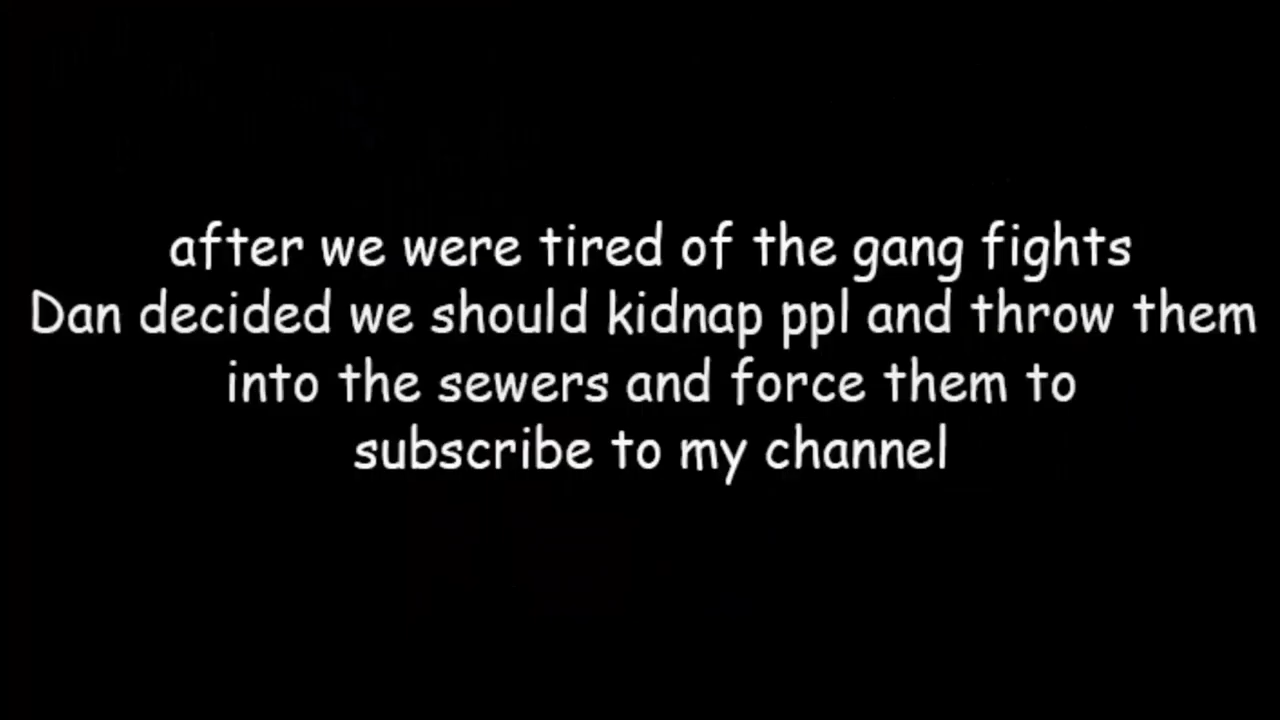 after we were tired of the gang fights
Dan decided we should kidnap ppl and throw them
into the sewers and force them to
subscribe to my channel